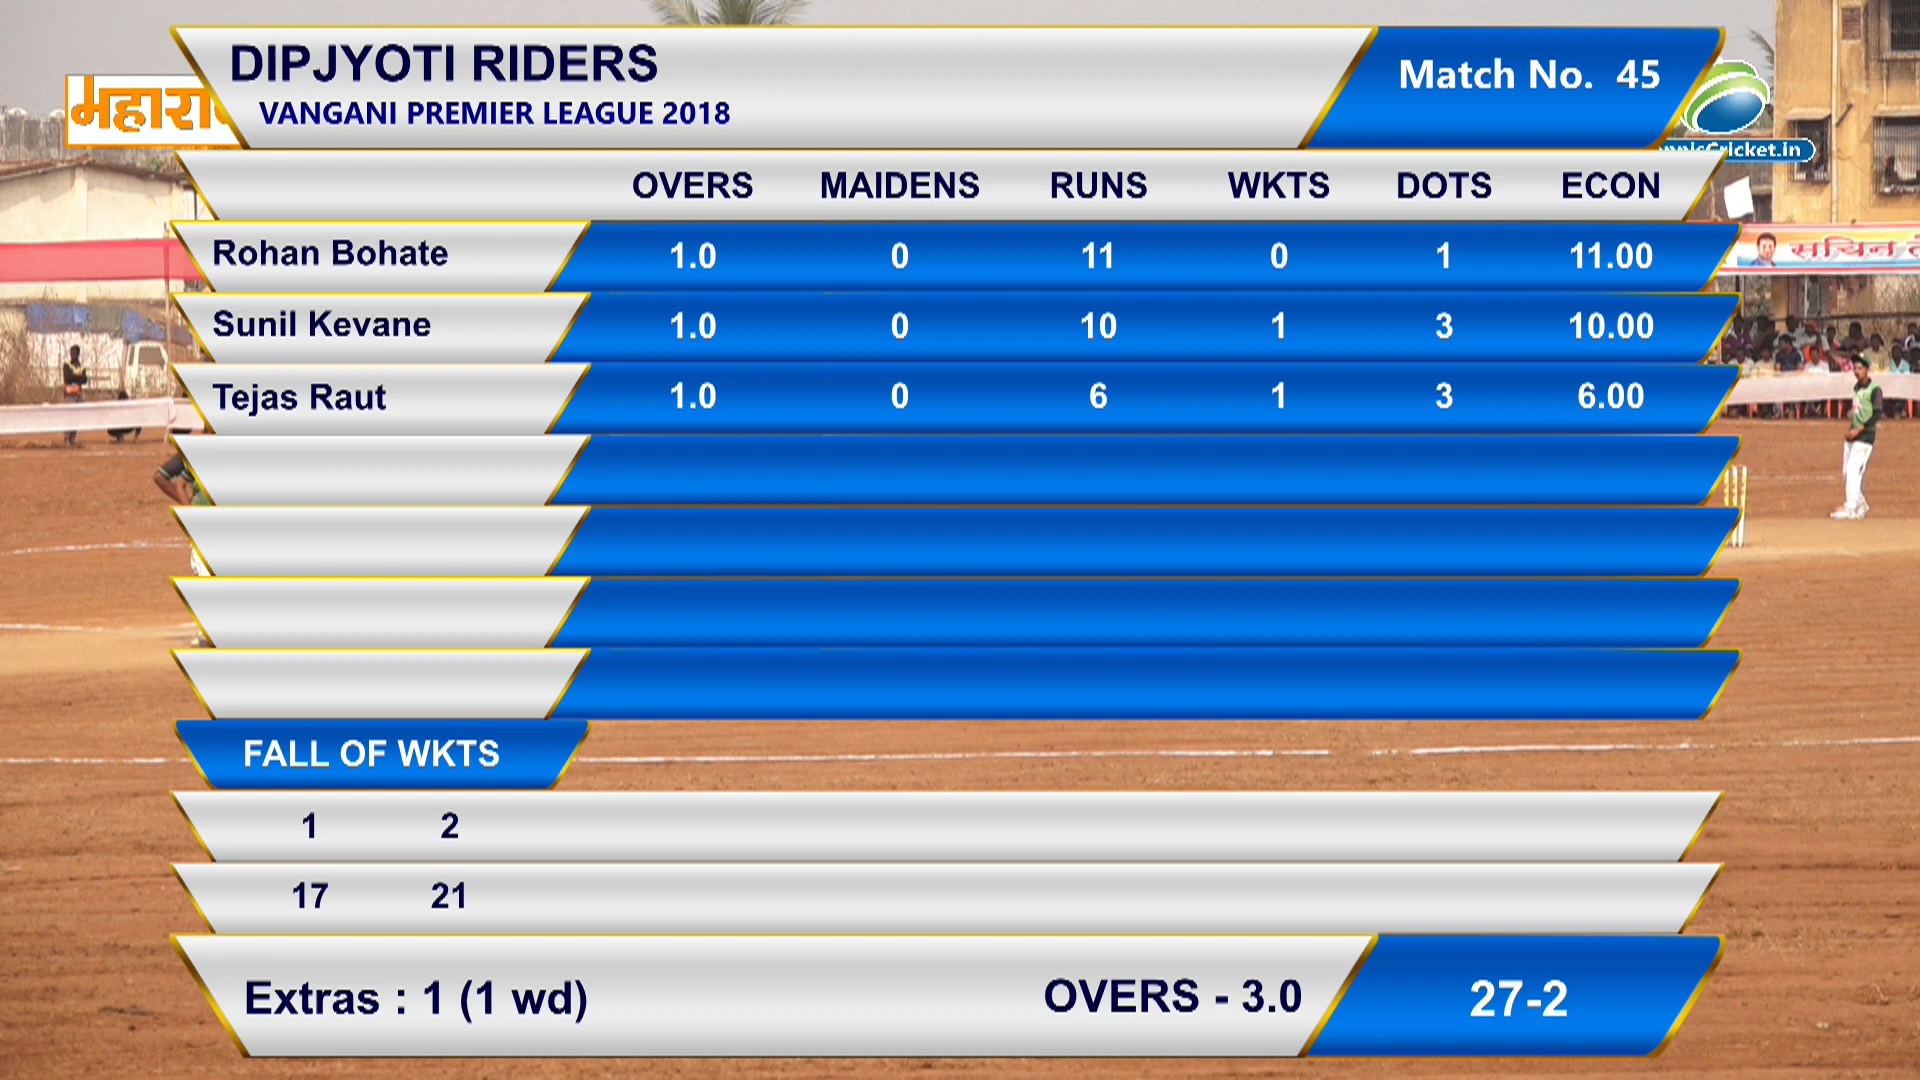 DIPJYOTI RIDERS
VANGANI PREMIER LEAGUE 2018
Match No. 45
OVERS MAIDENS RUNS WKTS DOTS ECON
Rohan Bohate 1.0 0 11 0 1 11.00
Sunil Kevane 1.0 0 10 1 3 10.00
Tejas Raut 1.0 0 6 1 3 6.00
सचिन
FALL OF WKTS
1 2
17 21
Extras : 1 (1 wd) OVERS - 3.0 27-2